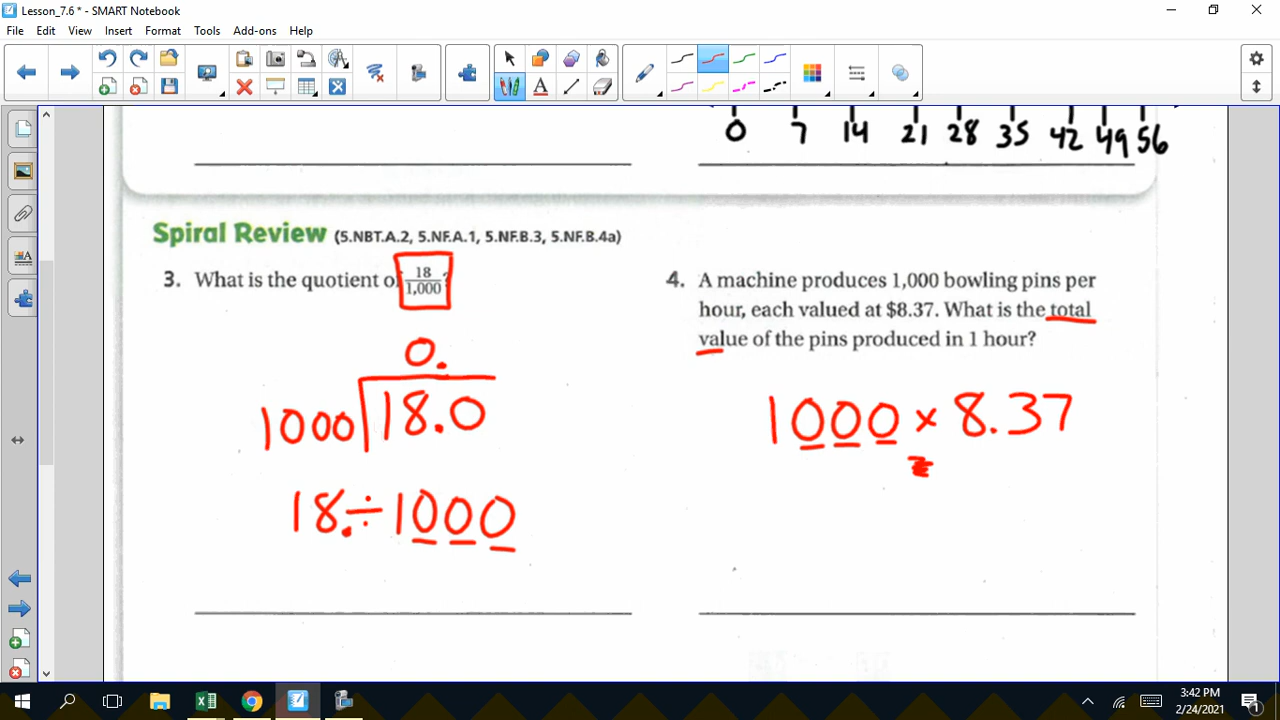 Lesson_7.6 * - SMART Notebook
File Edit View Insert Format Tools Add-ons Help
0 7 14 21 28 35 42 49 56
Spiral Review (5.NBT.A.2, 5.NF.A.1, 5.NF.B.3, 5.NF.B.4a)
3. What is the quotient of 18/1,000?
0.
1000 18.0
18. ÷ 1000
4. A machine produces 1,000 bowling pins per
hour, each valued at $8.37. What is the total
value of the pins produced in 1 hour?
1000 × 8.37
3:42 PM
2/24/2021
1